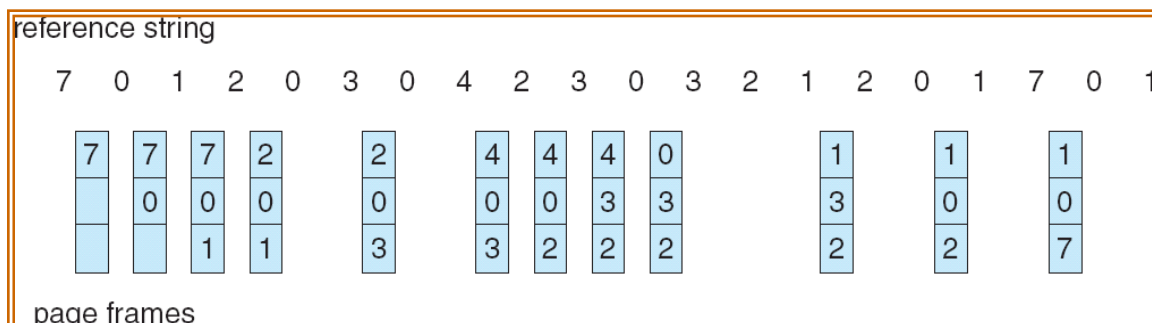 reference string
7 0 1 2 0 3 0 4 2 3 0 3 2 1 2 0 1 7 0 1
7 7 7 2 2 4 4 4 0 1 1 1
0 0 0 0 0 0 3 3 3 0 0
1 1 3 3 2 2 2 2 2 7
page frames